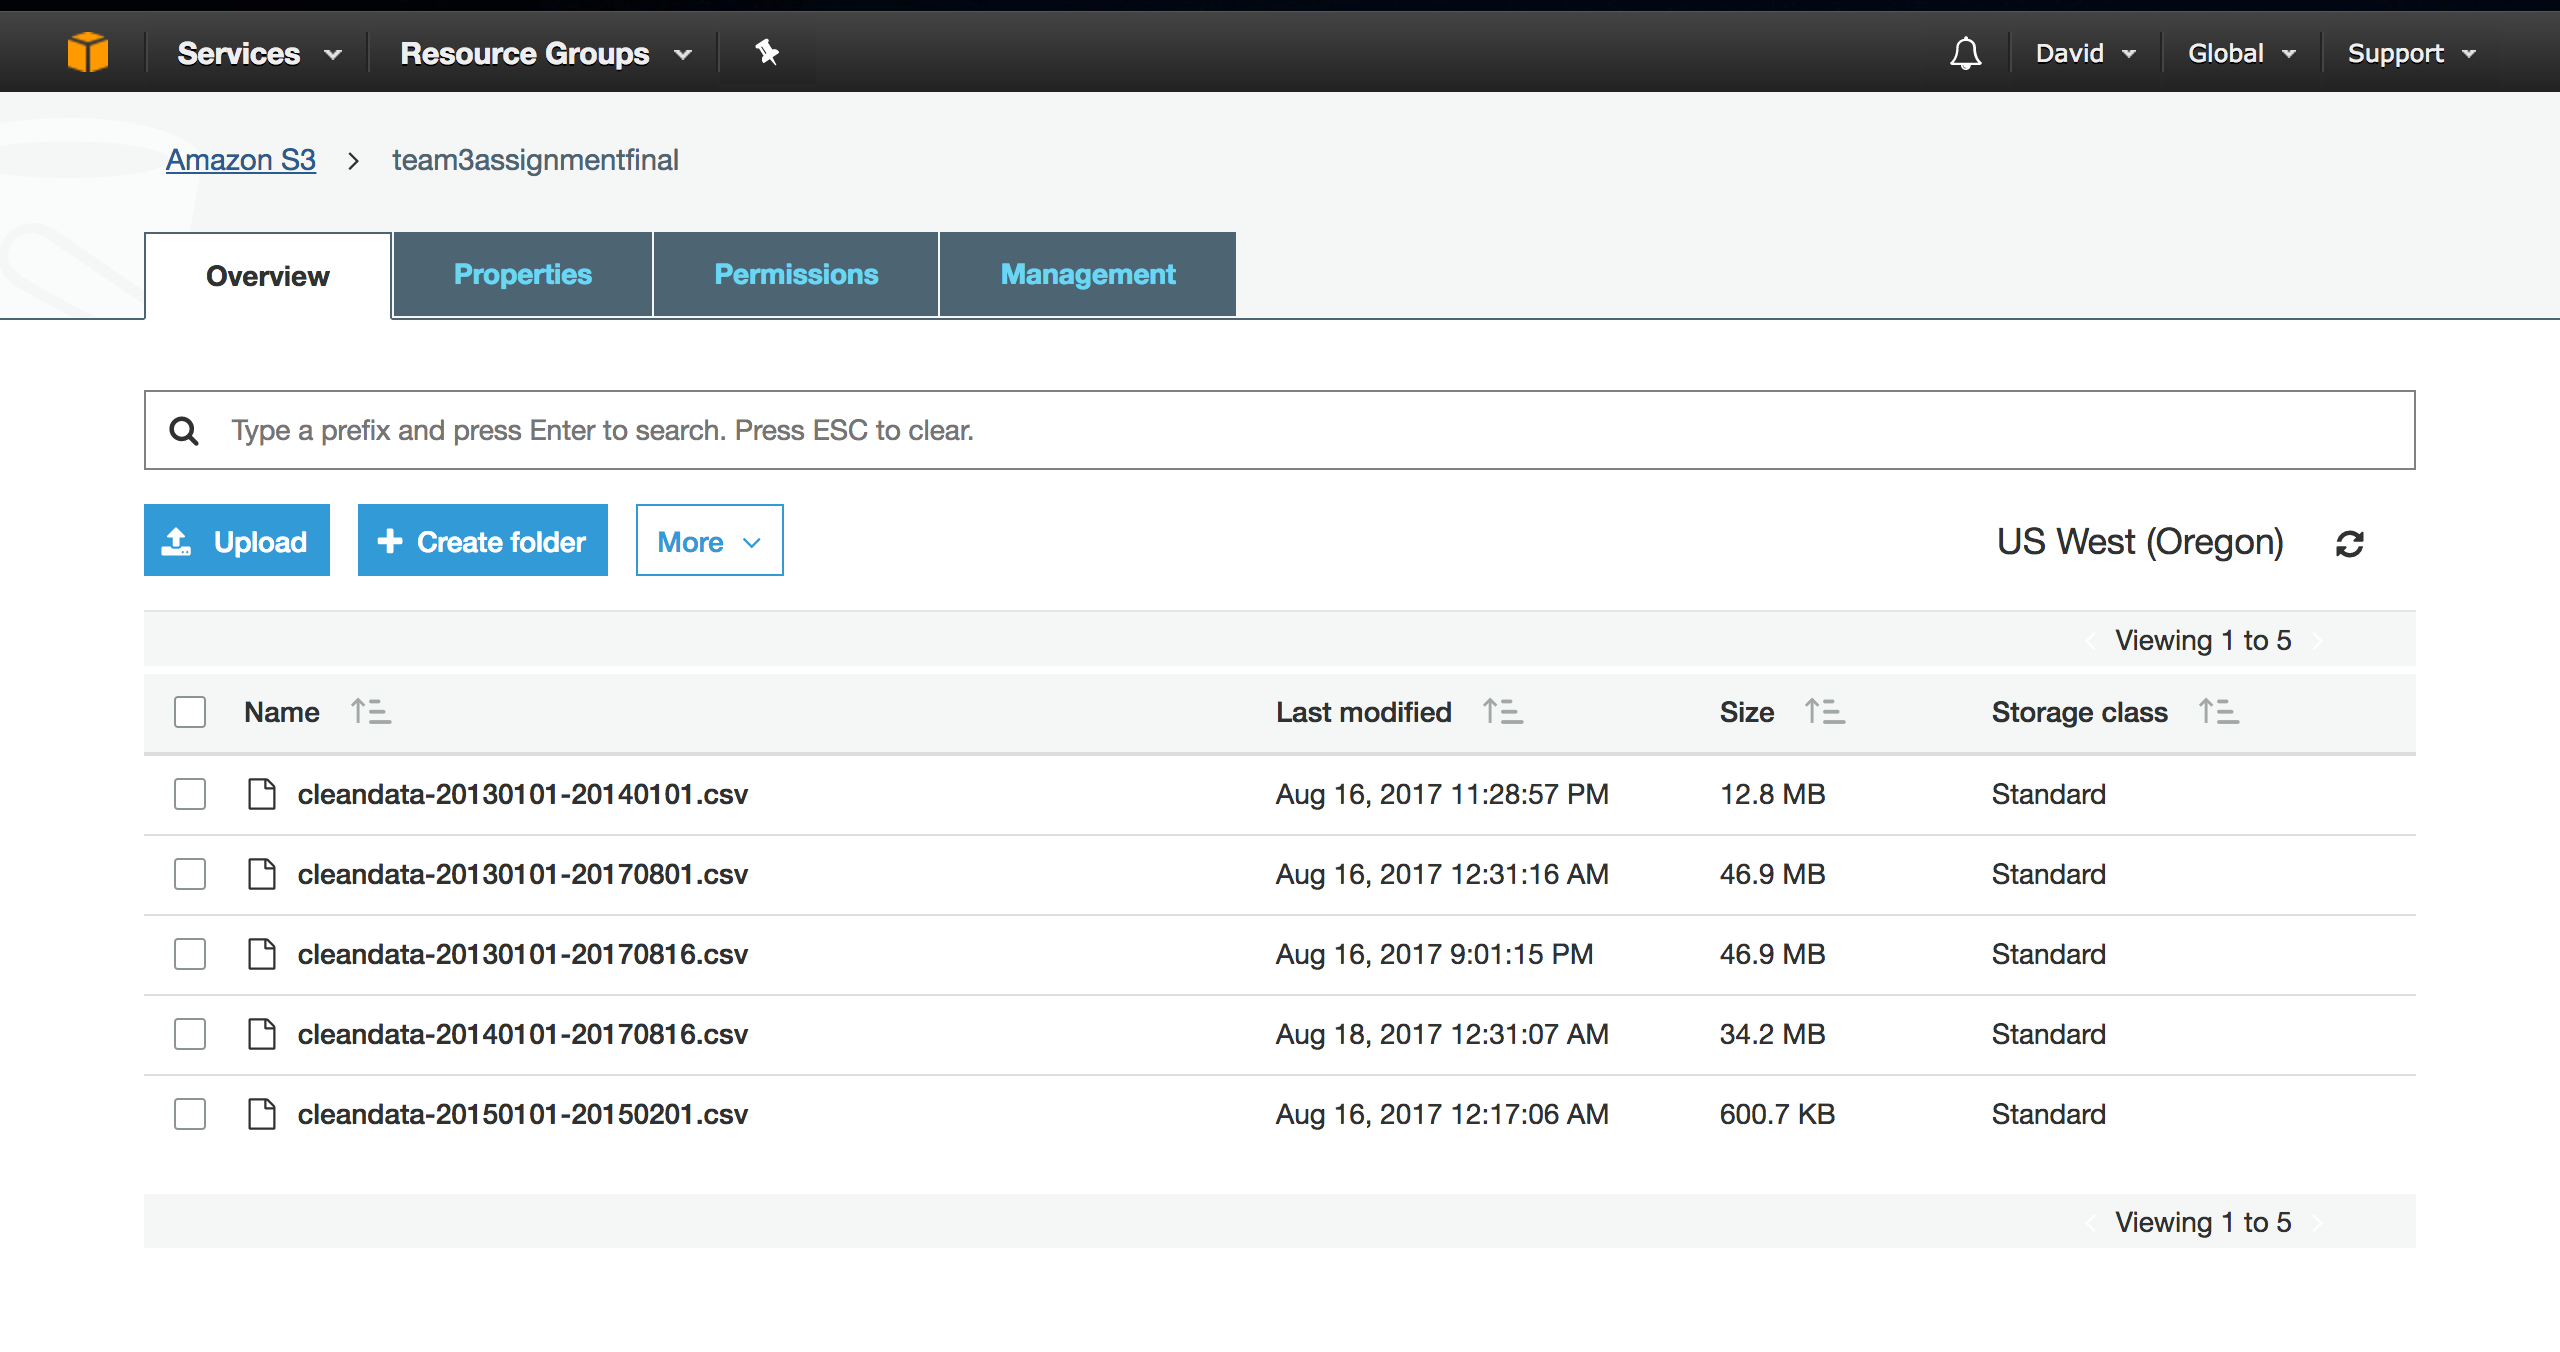 Services Resource Groups David Global Support
Amazon S3 > team3assignmentfinal
Overview Properties Permissions Management
Type a prefix and press Enter to search. Press ESC to clear.
Upload + Create folder More US West (Oregon)
Viewing 1 to 5
Name Last modified Size Storage class
cleandata-20130101-20140101.csv Aug 16, 2017 11:28:57 PM 12.8 MB Standard
cleandata-20130101-20170801.csv Aug 16, 2017 12:31:16 AM 46.9 MB Standard
cleandata-20130101-20170816.csv Aug 16, 2017 9:01:15 PM 46.9 MB Standard
cleandata-20140101-20170816.csv Aug 18, 2017 12:31:07 AM 34.2 MB Standard
cleandata-20150101-20150201.csv Aug 16, 2017 12:17:06 AM 600.7 KB Standard
Viewing 1 to 5